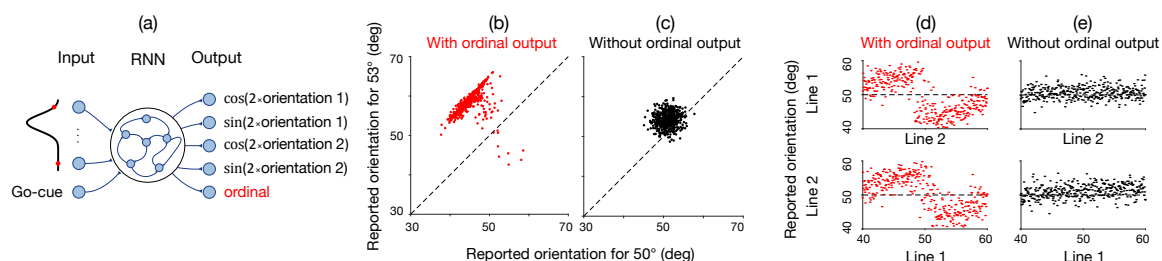 (a)
Input RNN Output
cos(2×orientation 1)
sin(2×orientation 1)
cos(2×orientation 2)
sin(2×orientation 2)
ordinal
Go-cue
(b) (c)
With ordinal output Without ordinal output
Reported orientation for 53° (deg)
70
50
30
30 50 70 30 50 70
Reported orientation for 50° (deg)
(d) (e)
With ordinal output Without ordinal output
Reported orientation (deg)
Line 1
60
50
40
Line 2 Line 2
Line 2
60
50
40
40 50 60 40 50 60
Line 1 Line 1